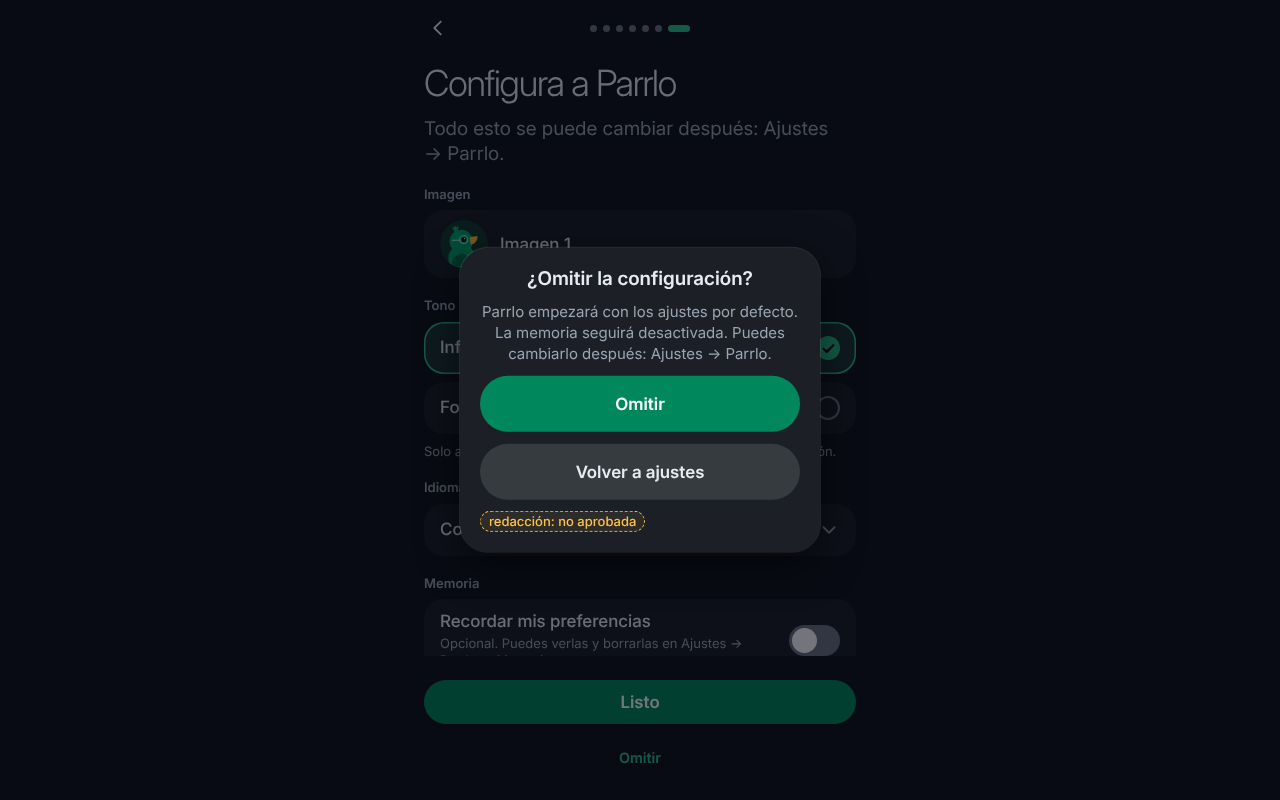 Configura a Parrlo
Todo esto se puede cambiar después: Ajustes
→ Parrlo.
Imagen
Imagen 1
¿Omitir la configuración?
Parrlo empezará con los ajustes por defecto.
La memoria seguirá desactivada. Puedes
cambiarlo después: Ajustes → Parrlo.
Tono
Omitir
Solo
Volver a ajustes
redacción: no aprobada
Memoria
Recordar mis preferencias
Opcional. Puedes verlas y borrarlas en Ajustes →
Listo
Omitir